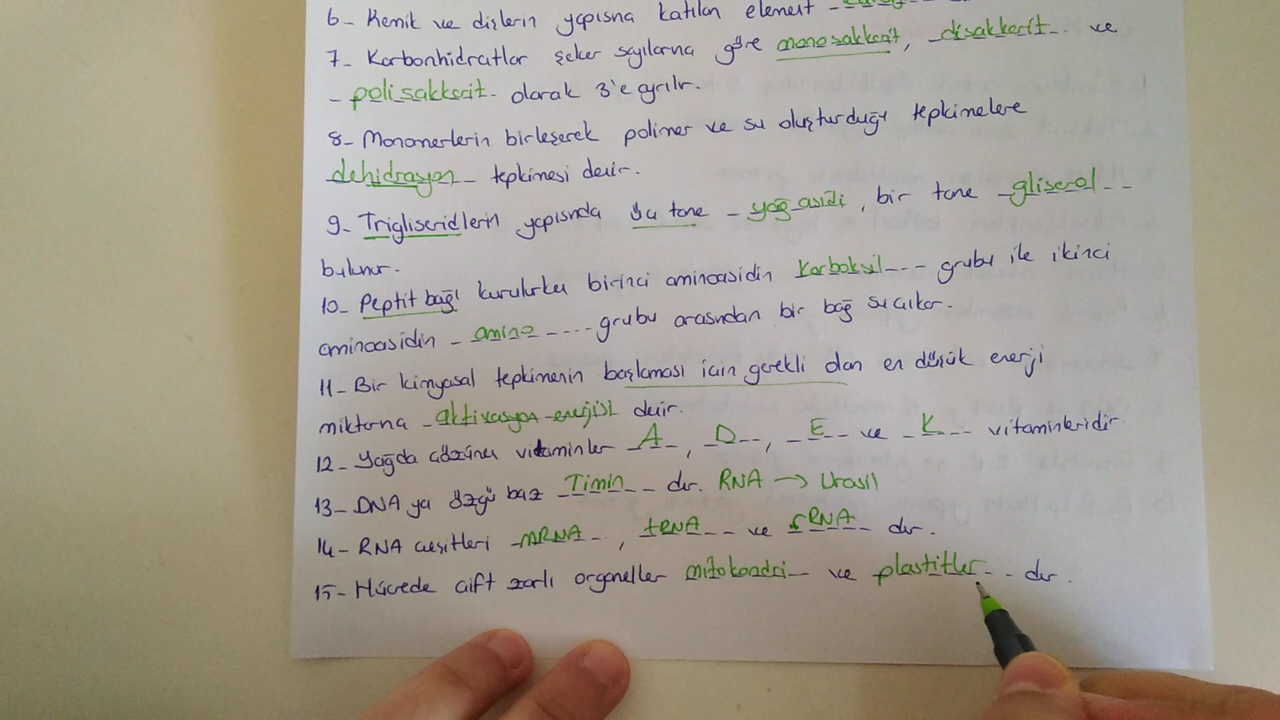 6- Kemik ve dişlerin yapısna katılan element -
7- Karbonhidratlar şeker sayılarına göre monosakkarit, disakkarit-- ve
- polisakkarit- olarak 3'e ayrılır.
8- Monomerlerin birleşerek polimer ve su oluşturduğu tepkimelere
dehidrasyon-- tepkimesi denir.
9- Trigliseridlerin yapısında üç tane - yağ asidi, bir tane - gliserol --
bulunur.
10- Peptit bağı kurulurken birinci aminoasidin Karboksil---- grubu ile ikinci
aminoasidin - amino ----- grubu arasından bir bağ su çıkar.
11- Bir kimyasal tepkimenin başlaması için gerekli olan en düşük enerji
miktarına - aktivasyon enerjisi denir.
12- Yağda çözünen vitaminler -A-, D--, -E-- ve -K--- vitaminleridir.
13- DNA ya özgü baz -Timin-- dır. RNA → Urasil
14- RNA çeşitleri -mRNA--, tRNA--- ve rRNA-- dır.
15- Hücrede çift zarlı organeller mitokondri-- ve plastitler--- dır.